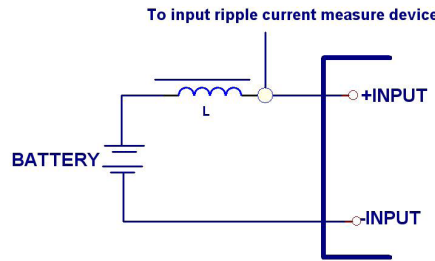 To input ripple current measure device
+INPUT
L
BATTERY
-INPUT